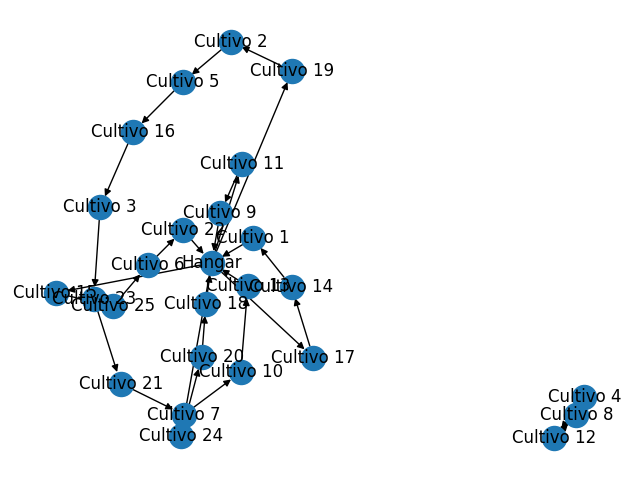 Cultivo 2
Cultivo 19
Cultivo 5
Cultivo 16
Cultivo 11
Cultivo 3
Cultivo 9
Cultivo 22
Cultivo 1
Hangar
Cultivo 6
Cultivo 13
Cultivo 14
Cultivo 15
Cultivo 23
Cultivo 25
Cultivo 18
Cultivo 20
Cultivo 17
Cultivo 10
Cultivo 21
Cultivo 4
Cultivo 7
Cultivo 8
Cultivo 24
Cultivo 12